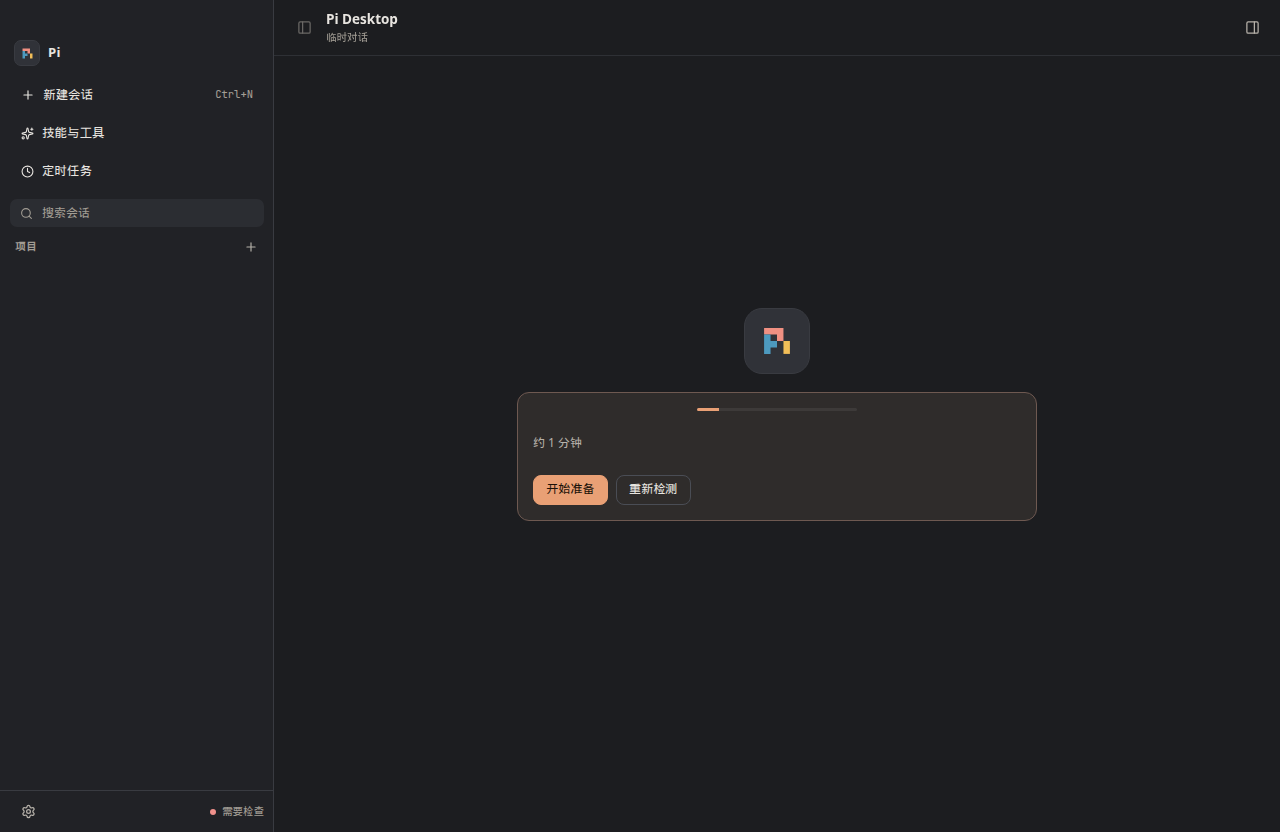 Pi
新建会话 Ctrl+N
技能与工具
定时任务
搜索会话
项目
需要检查
Pi Desktop
临时对话
约 1 分钟
开始准备 重新检测